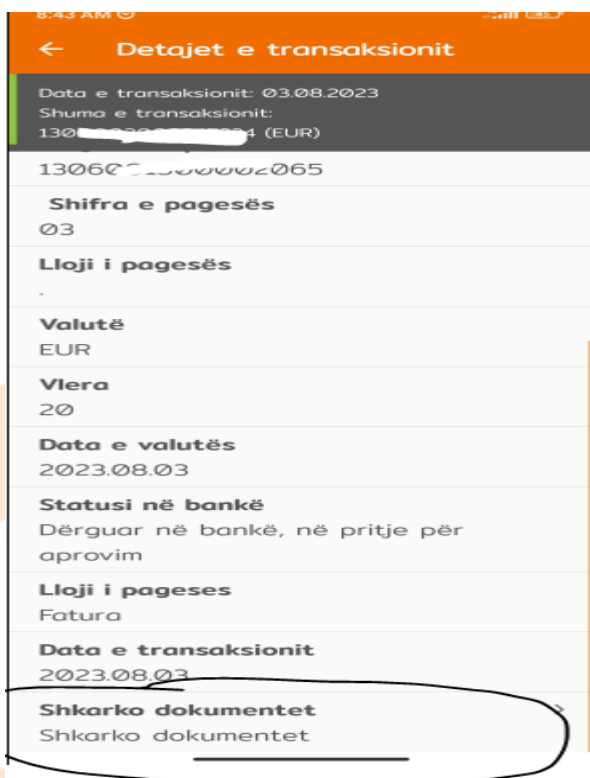 8:43 AM
Detajet e transaksionit
Data e transaksionit: 03.08.2023
Shuma e transaksionit:
(EUR)
Shifra e pagesës
03
Lloji i pagesës
.
Valutë
EUR
Vlera
20
Data e valutës
2023.08.03
Statusi në bankë
Dërguar në bankë, në pritje për
aprovim
Lloji i pageses
Fatura
Data e transaksionit
2023.08.03
Shkarko dokumentet
Shkarko dokumentet